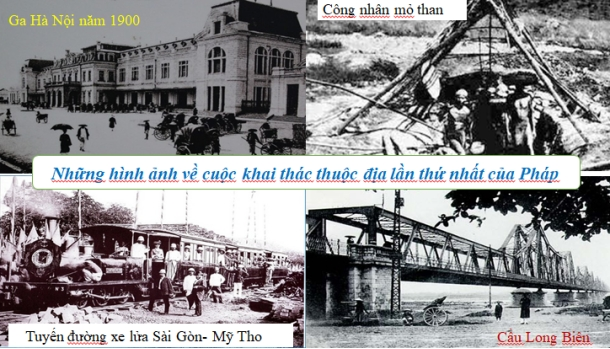 Ga Hà Nội năm 1900
Công nhân mỏ than
Những hình ảnh về cuộc khai thác thuộc địa lần thứ nhất của Pháp
Tuyến đường xe lửa Sài Gòn- Mỹ Tho
Cầu Long Biên